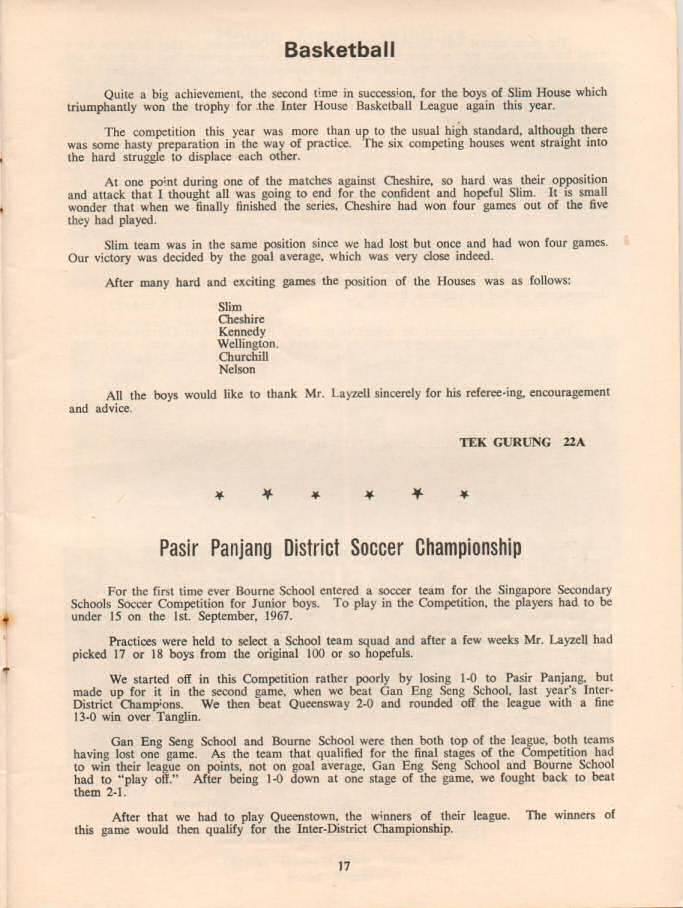 Basketball
Quite a big achievement, the second time in succession, for the boys of Slim House which
triumphantly won the trophy for the Inter House Basketball League again this year.
The competition this year was more than up to the usual high standard, although there
was some hasty preparation in the way of practice. The six competing houses went straight into
the hard struggle to displace each other.
At one point during one of the matches against Cheshire, so hard was their opposition
and attack that I thought all was going to end for the confident and hopeful Slim. It is small
wonder that when we finally finished the series, Cheshire had won four games out of the five
they had played.
Slim team was in the same position since we had lost but once and had won four games.
Our victory was decided by the goal average, which was very close indeed.
After many hard and exciting games the position of the Houses was as follows:
Slim
Cheshire
Kennedy
Wellington.
Churchill
Nelson
All the boys would like to thank Mr. Layzell sincerely for his referee-ing, encouragement
and advice.
TEK GURUNG 22A
Pasir Panjang District Soccer Championship
For the first time ever Bourne School entered a soccer team for the Singapore Secondary
Schools Soccer Competition for Junior boys. To play in the Competition, the players had to be
under 15 on the 1st. September, 1967.
Practices were held to select a School team squad and after a few weeks Mr. Layzell had
picked 17 or 18 boys from the original 100 or so hopefuls.
We started off in this Competition rather poorly by losing 1-0 to Pasir Panjang, but
made up for it in the second game, when we beat Gan Eng Seng School, last year's Inter-
District Champions. We then beat Queensway 2-0 and rounded off the league with a fine
13-0 win over Tanglin.
Gan Eng Seng School and Bourne School were then both top of the league, both teams
having lost one game. As the team that qualified for the final stages of the Competition had
to win their league on points, not on goal average, Gan Eng Seng School and Bourne School
had to "play off." After being 1-0 down at one stage of the game, we fought back to beat
them 2-1.
After that we had to play Queenstown, the winners of their league. The winners of
this game would then qualify for the Inter-District Championship.
17